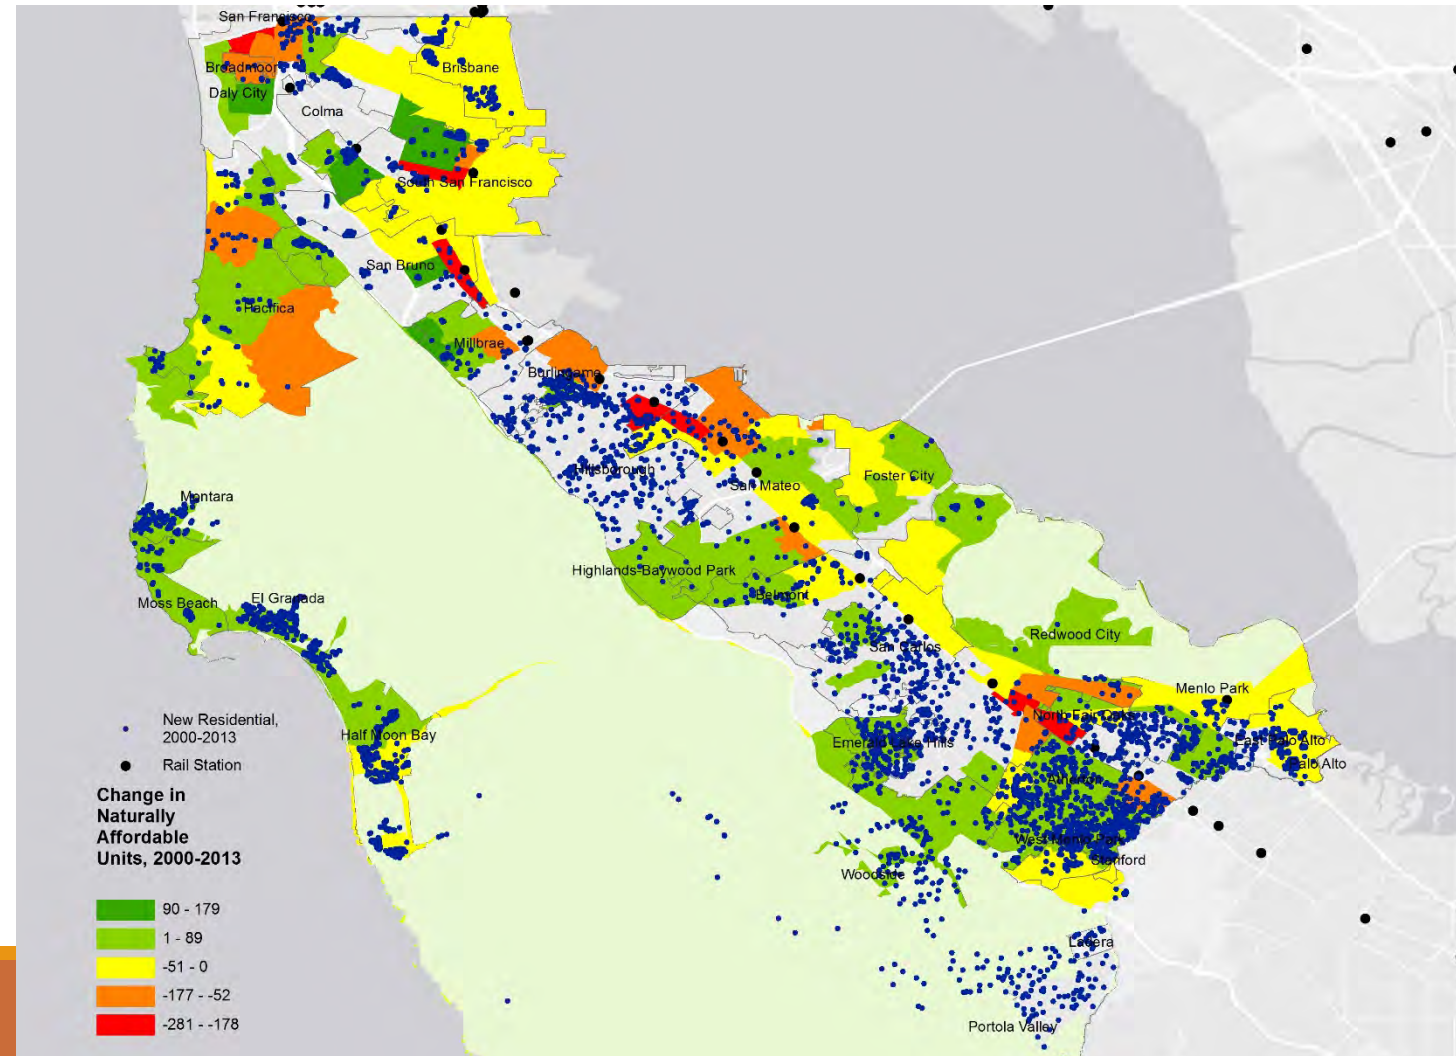 San Francisco
Broadmoor
Brisbane
Daly City
Colma
South San Francisco
San Bruno
Pacifica
Millbrae
Burlingame
Hillsborough
San Mateo
Foster City
Montara
Highlands-Baywood Park
Belmont
Moss Beach
El Granada
Redwood City
San Carlos
Menlo Park
North Fair Oaks
Half Moon Bay
Emerald Lake Hills
East Palo Alto
Palo Alto
Atherton
West Menlo Park
Stanford
Woodside
Ladera
Portola Valley
New Residential,
2000-2013
Rail Station
Change in
Naturally
Affordable
Units, 2000-2013
90 - 179
1 - 89
-51 - 0
-177 - -52
-281 - -178